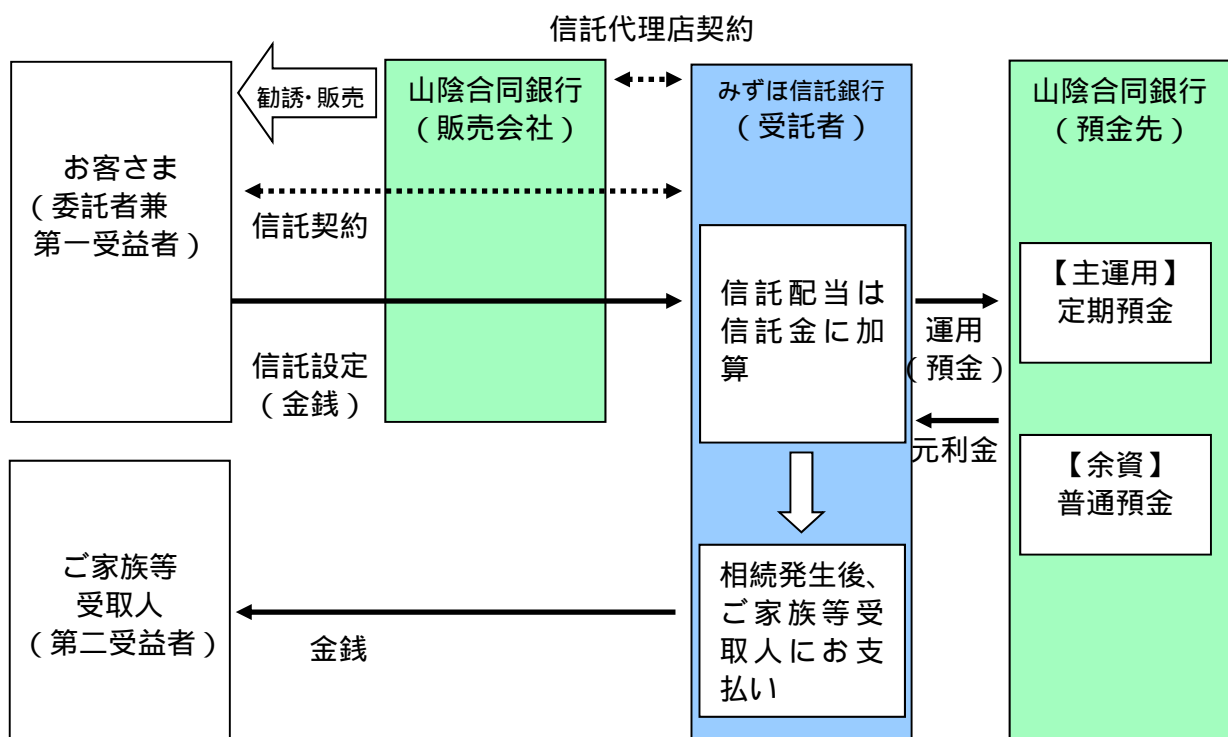 信託代理店契約
勧誘・販売
山陰合同銀行
（販売会社）
みずほ信託銀行
（受託者）
山陰合同銀行
（預金先）
お客さま
（委託者兼
第一受益者）
信託契約
信託設定
（金銭）
信託配当は
信託金に加
算
運用
（預金）
元利金
【主運用】
定期預金
【余資】
普通預金
ご家族等
受取人
（第二受益者）
金銭
相続発生後、
ご家族等受
取人にお支
払い